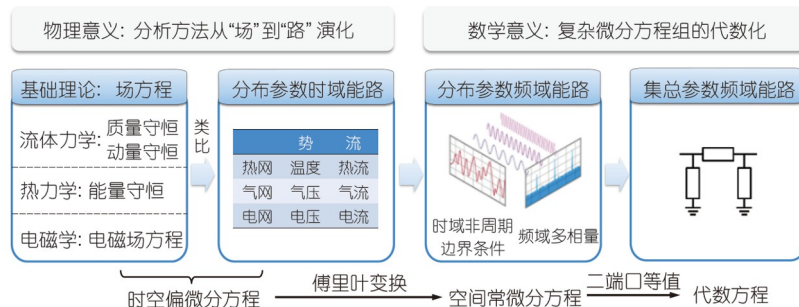 物理意义：分析方法从“场”到“路”演化
数学意义：复杂微分方程组的代数化
基础理论：场方程
流体力学：质量守恒
动量守恒
热力学：能量守恒
电磁学：电磁场方程
类比
分布参数时域能路
势 流
热网 温度 热流
气网 气压 气流
电网 电压 电流
分布参数频域能路
时域非周期
边界条件
频域多相量
集总参数频域能路
时空偏微分方程
傅里叶变换
空间常微分方程
二端口等值
代数方程